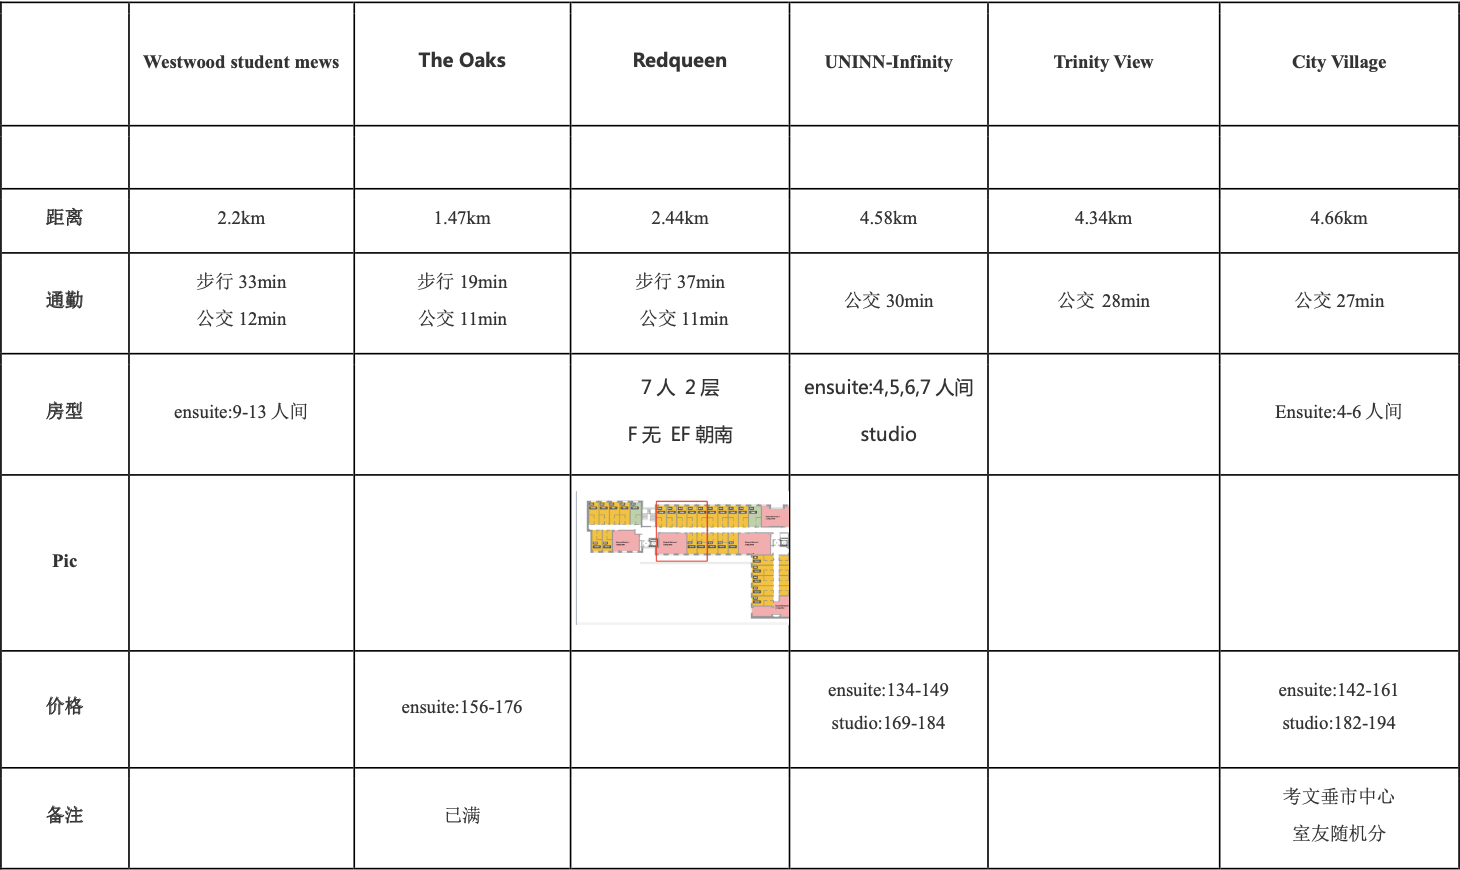 Westwood student mews
The Oaks
Redqueen
UNINN-Infinity
Trinity View
City Village
距离
2.2km
1.47km
2.44km
4.58km
4.34km
4.66km
通勤
步行 33min
公交 12min
步行 19min
公交 11min
步行 37min
公交 11min
公交 30min
公交 28min
公交 27min
房型
ensuite:9-13 人间
7 人 2 层
F 无 EF 朝南
ensuite:4,5,6,7 人间
studio
Ensuite:4-6 人间
Pic
价格
ensuite:156-176
ensuite:134-149
studio:169-184
ensuite:142-161
studio:182-194
备注
已满
考文垂市中心
室友随机分